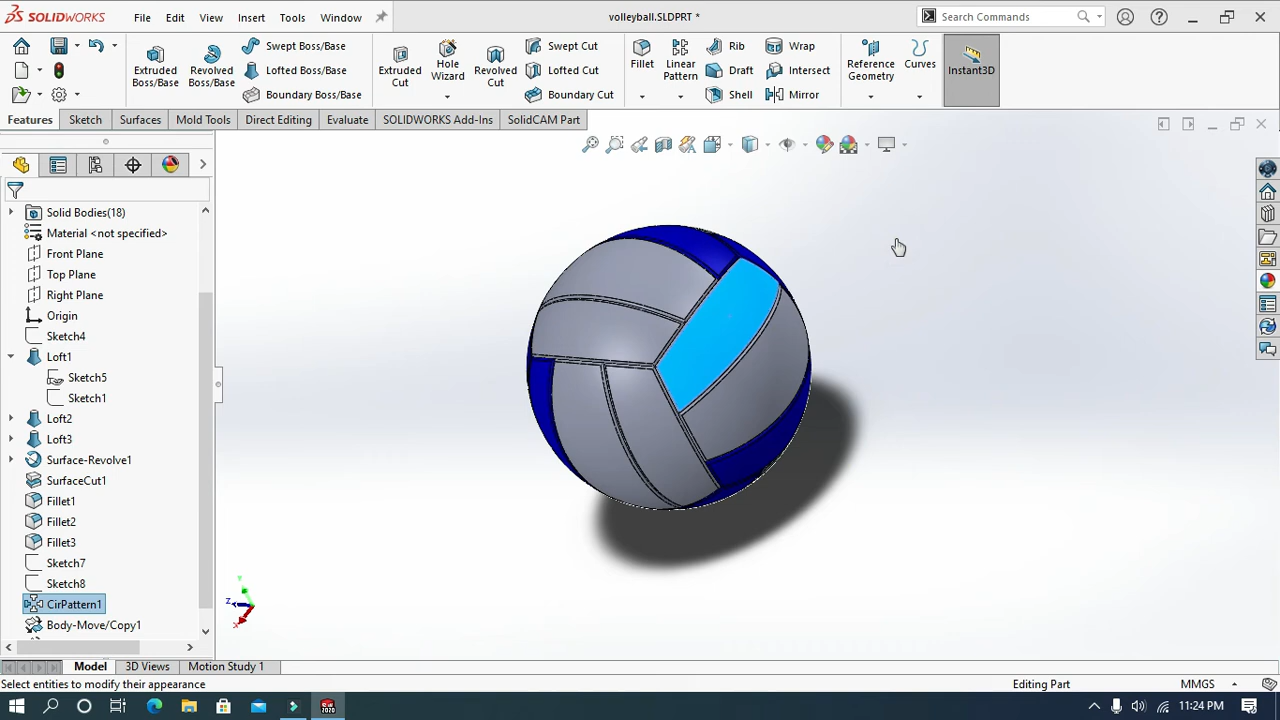 SOLIDWORKS File Edit View Insert Tools Window volleyball.SLDPRT * Search Commands
Extruded Boss/Base Revolved Boss/Base Swept Boss/Base Lofted Boss/Base Boundary Boss/Base Extruded Cut Hole Wizard Revolved Cut Swept Cut Lofted Cut Boundary Cut Fillet Linear Pattern Rib Draft Shell Wrap Intersect Mirror Reference Geometry Curves Instant3D
Features Sketch Surfaces Mold Tools Direct Editing Evaluate SOLIDWORKS Add-Ins SolidCAM Part
Solid Bodies(18)
Material <not specified>
Front Plane
Top Plane
Right Plane
Origin
Sketch4
Loft1
Sketch5
Sketch1
Loft2
Loft3
Surface-Revolve1
SurfaceCut1
Fillet1
Fillet2
Fillet3
Sketch7
Sketch8
CirPattern1
Body-Move/Copy1
Y
Z
X
Model 3D Views Motion Study 1
Select entities to modify their appearance Editing Part MMGS
11:24 PM